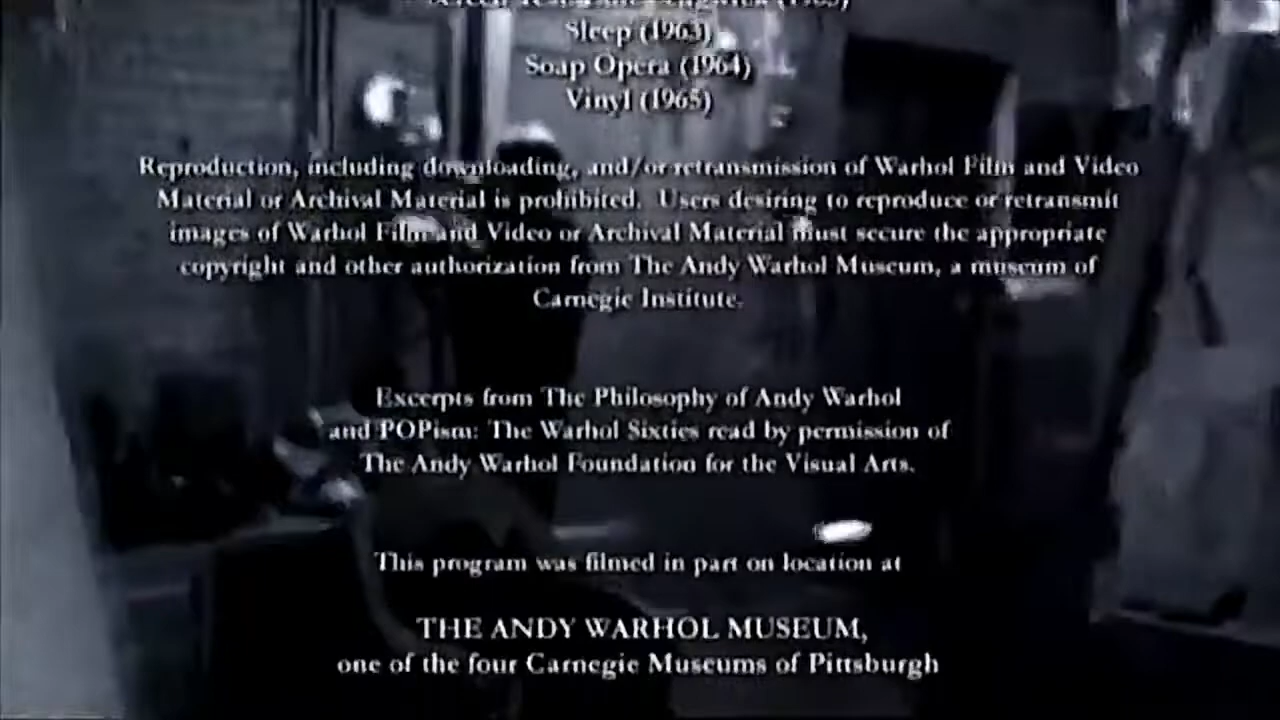 Sleep (1963)
Soap Opera (1964)
Vinyl (1965)
Reproduction, including downloading, and/or retransmission of Warhol Film and Video
Material or Archival Material is prohibited. Users desiring to reproduce or retransmit
images of Warhol Film and Video or Archival Material must secure the appropriate
copyright and other authorization from The Andy Warhol Museum, a museum of
Carnegie Institute.
Excerpts from The Philosophy of Andy Warhol
and POPism: The Warhol Sixties read by permission of
The Andy Warhol Foundation for the Visual Arts.
This program was filmed in part on location at
THE ANDY WARHOL MUSEUM,
one of the four Carnegie Museums of Pittsburgh